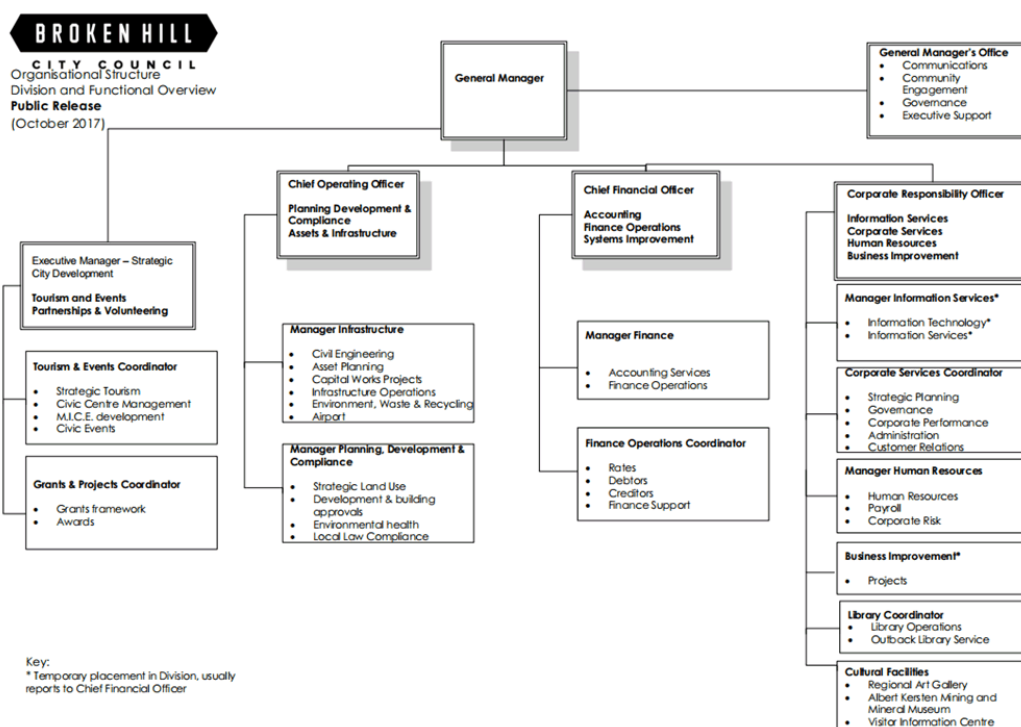 BROKEN HILL
CITY COUNCIL
Organisational Structure
Division and Functional Overview
Public Release
(October 2017)
General Manager
General Manager's Office
• Communications
• Community
Engagement
• Governance
• Executive Support
Executive Manager – Strategic
City Development
Tourism and Events
Partnerships & Volunteering
Tourism & Events Coordinator
• Strategic Tourism
• Civic Centre Management
• M.I.C.E. development
• Civic Events
Grants & Projects Coordinator
• Grants framework
• Awards
Chief Operating Officer
Planning Development &
Compliance
Assets & Infrastructure
Manager Infrastructure
• Civil Engineering
• Asset Planning
• Capital Works Projects
• Infrastructure Operations
• Environment, Waste & Recycling
• Airport
Manager Planning, Development &
Compliance
• Strategic Land Use
• Development & building
approvals
• Environmental health
• Local Law Compliance
Chief Financial Officer
Accounting
Finance Operations
Systems Improvement
Manager Finance
• Accounting Services
• Finance Operations
Finance Operations Coordinator
• Rates
• Debtors
• Creditors
• Finance Support
Corporate Responsibility Officer
Information Services
Corporate Services
Human Resources
Business Improvement
Manager Information Services*
• Information Technology*
• Information Services*
Corporate Services Coordinator
• Strategic Planning
• Governance
• Corporate Performance
• Administration
• Customer Relations
Manager Human Resources
• Human Resources
• Payroll
• Corporate Risk
Business Improvement*
• Projects
Library Coordinator
• Library Operations
• Outback Library Service
Cultural Facilities
• Regional Art Gallery
• Albert Kersten Mining and
Mineral Museum
• Visitor Information Centre
Key:
* Temporary placement in Division, usually
reports to Chief Financial Officer